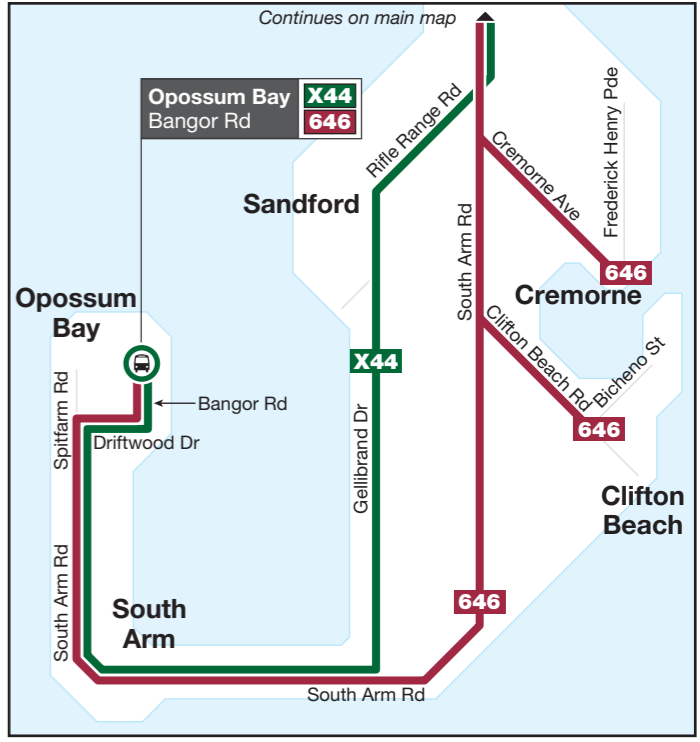 Continues on main map
Opossum Bay X44
Bangor Rd 646
Rifle Range Rd
Frederick Henry Pde
Cremorne Ave
Sandford
South Arm Rd
646
Cremorne
Opossum
Bay
Clifton Beach Rd
Bicheno St
X44
Spitfarm Rd
Bangor Rd
Driftwood Dr
Gellibrand Dr
646
Clifton
Beach
South Arm Rd
South
Arm
646
South Arm Rd